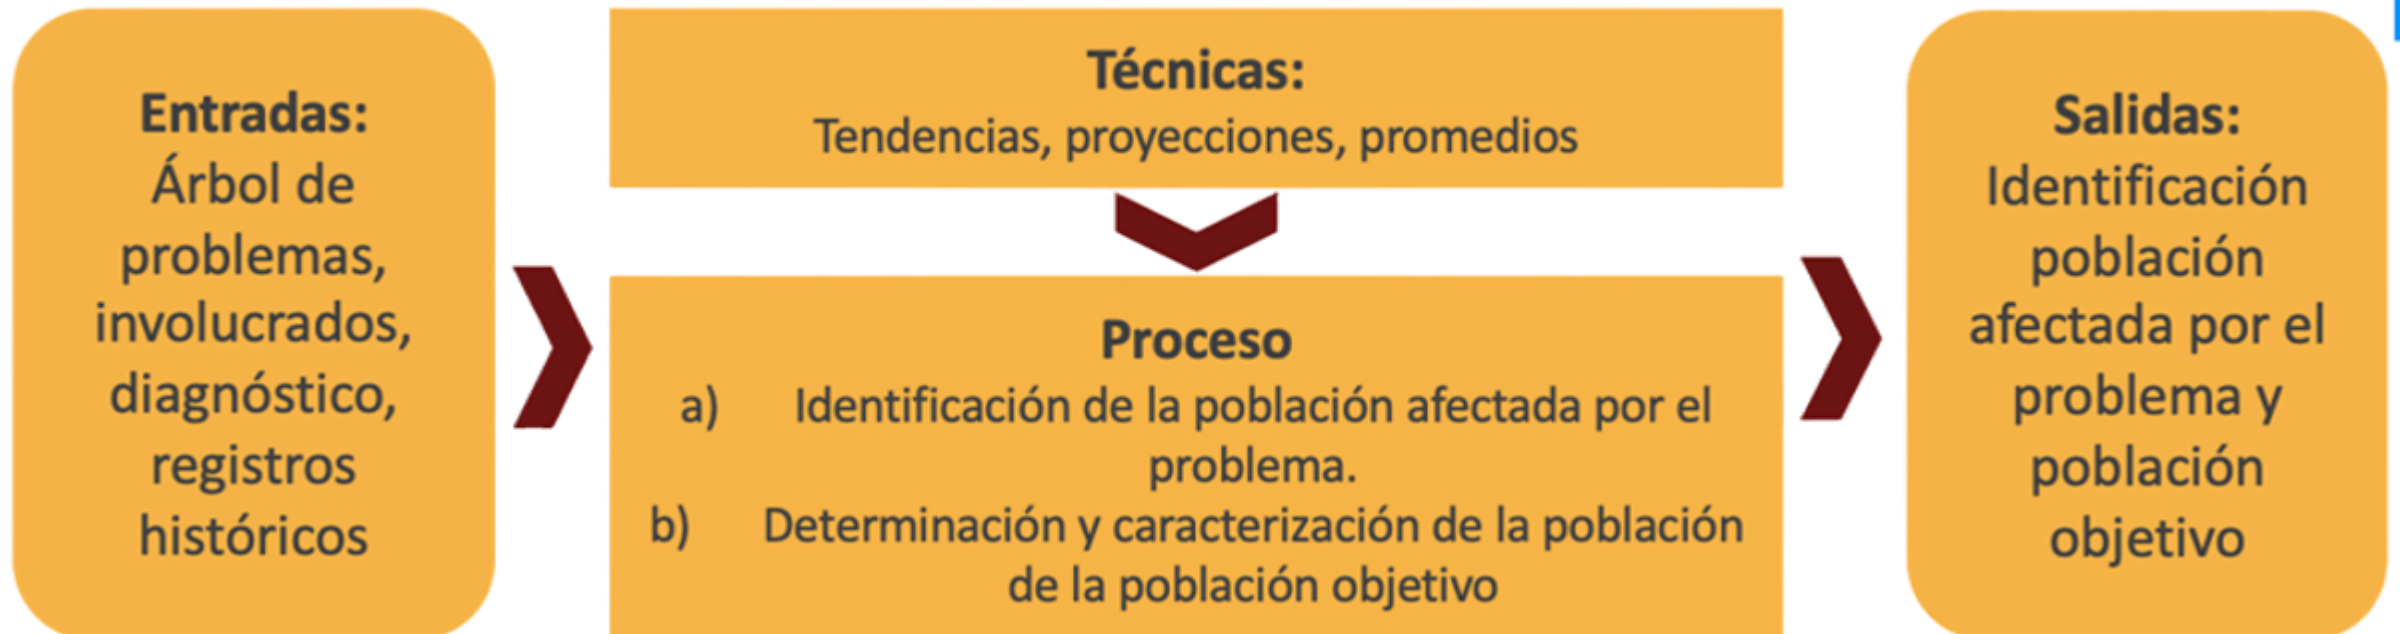 Entradas:
Árbol de
problemas,
involucrados,
diagnóstico,
registros
históricos
Técnicas:
Tendencias, proyecciones, promedios
Proceso
a) Identificación de la población afectada por el
problema.
b) Determinación y caracterización de la población
de la población objetivo
Salidas:
Identificación
población
afectada por el
problema y
población
objetivo